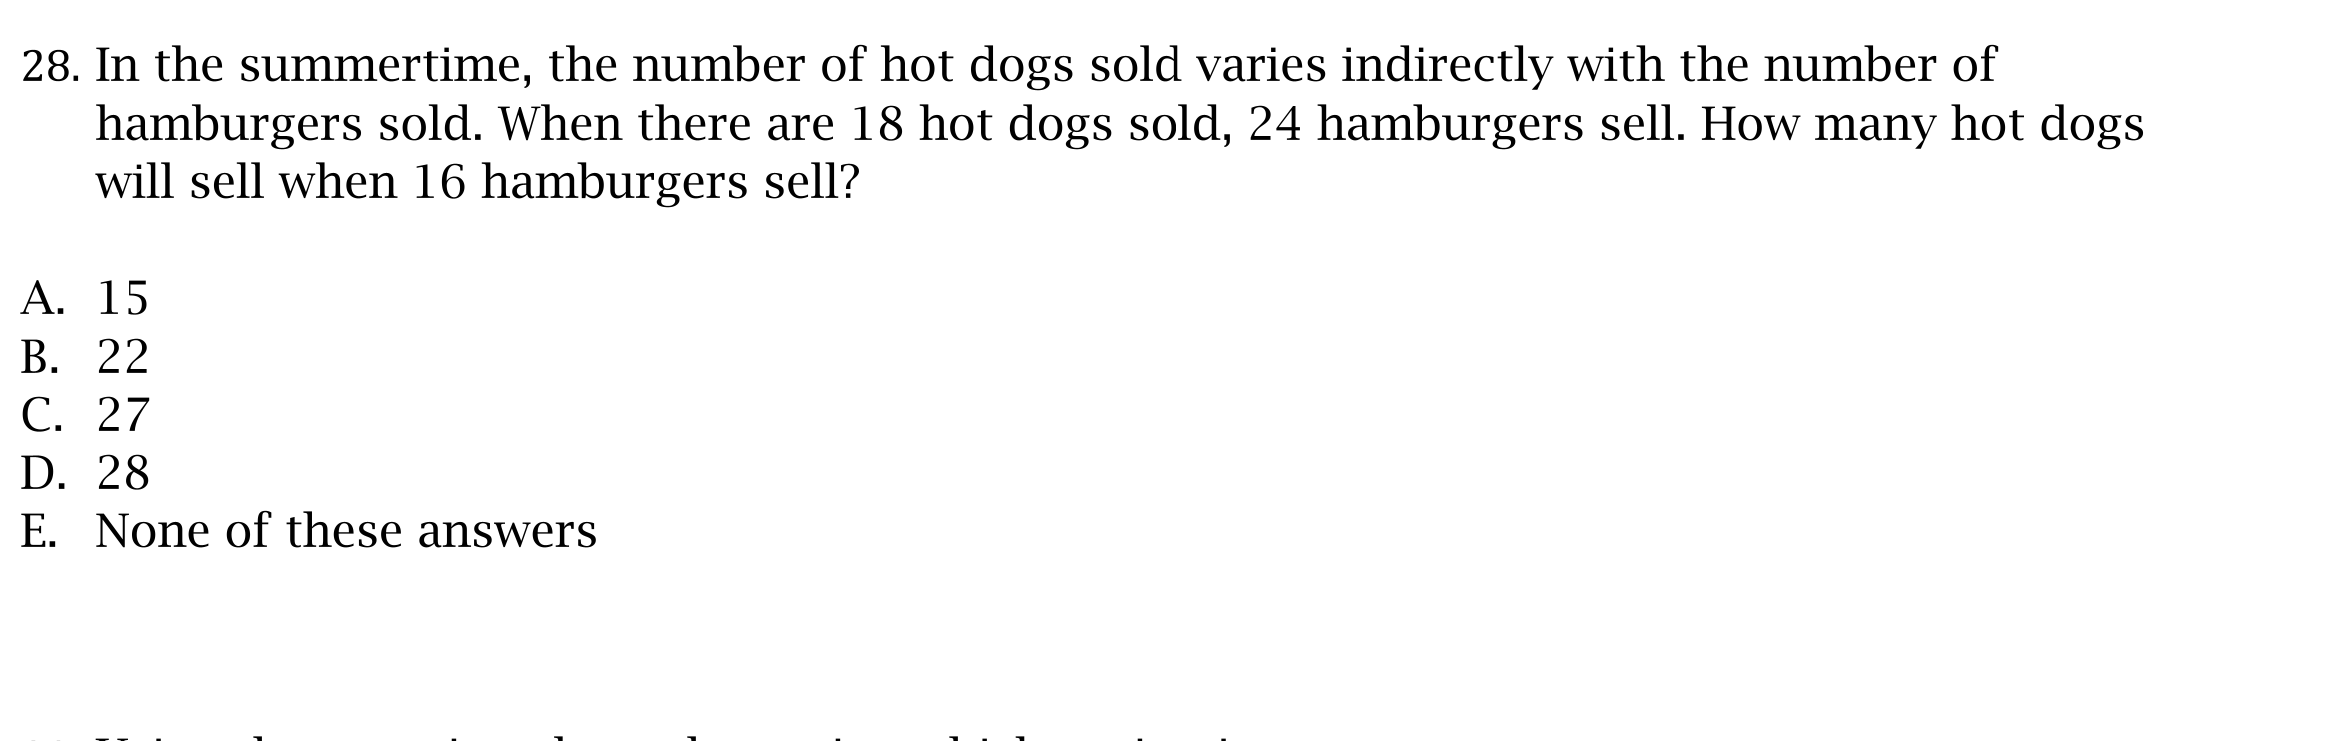 28. In the summertime, the number of hot dogs sold varies indirectly with the number of
hamburgers sold. When there are 18 hot dogs sold, 24 hamburgers sell. How many hot dogs
will sell when 16 hamburgers sell?
A. 15
B. 22
C. 27
D. 28
E. None of these answers